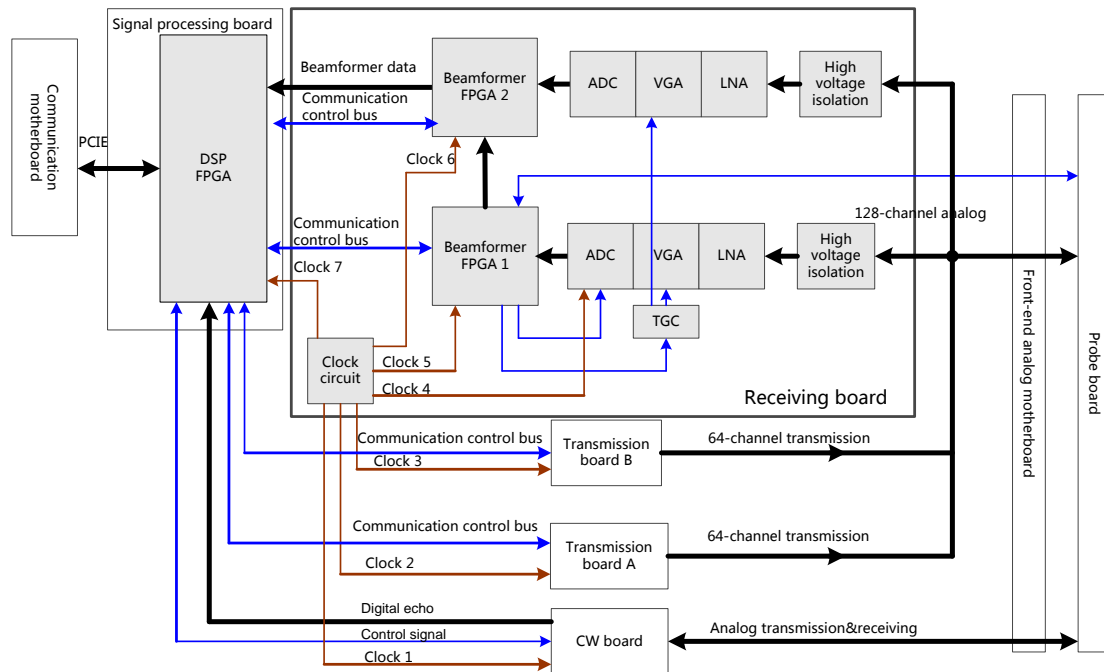 Signal processing board
Communication
motherboard
PCIE
DSP
FPGA
Beamformer data
Communication
control bus
Beamformer
FPGA 2
ADC
VGA
LNA
High
voltage
isolation
Clock 6
Communication
control bus
Beamformer
FPGA 1
ADC
VGA
LNA
High
voltage
isolation
128-channel analog
Clock 7
TGC
Clock
circuit
Clock 5
Clock 4
Receiving board
Front-end analog motherboard
Probe board
Communication control bus
Clock 3
Transmission
board B
64-channel transmission
Communication control bus
Clock 2
Transmission
board A
64-channel transmission
Digital echo
Control signal
Clock 1
CW board
Analog transmission&receiving